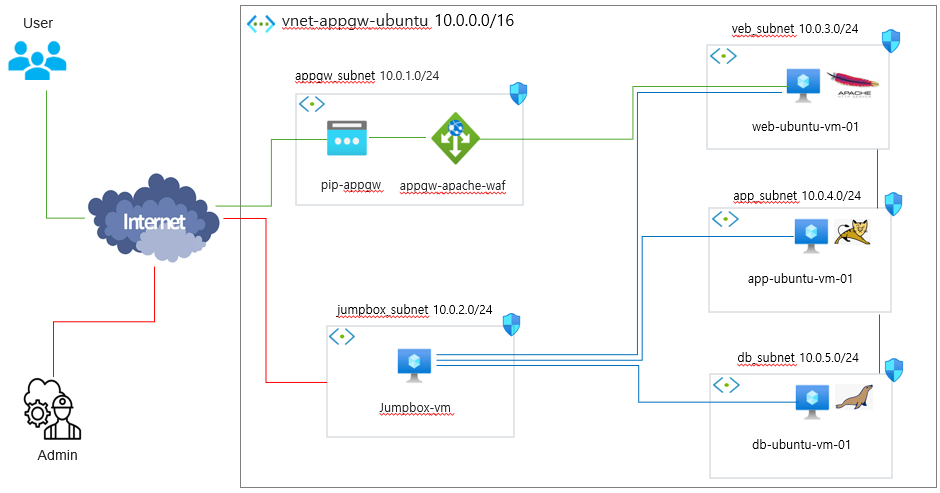 User
vnet-appgw-ubuntu 10.0.0.0/16
veb_subnet 10.0.3.0/24
appgw_subnet 10.0.1.0/24
APACHE
web-ubuntu-vm-01
pip-appgw
appgw-apache-waf
Internet
app_subnet 10.0.4.0/24
app-ubuntu-vm-01
jumpbox_subnet 10.0.2.0/24
db_subnet 10.0.5.0/24
Jumpbox-vm
db-ubuntu-vm-01
Admin